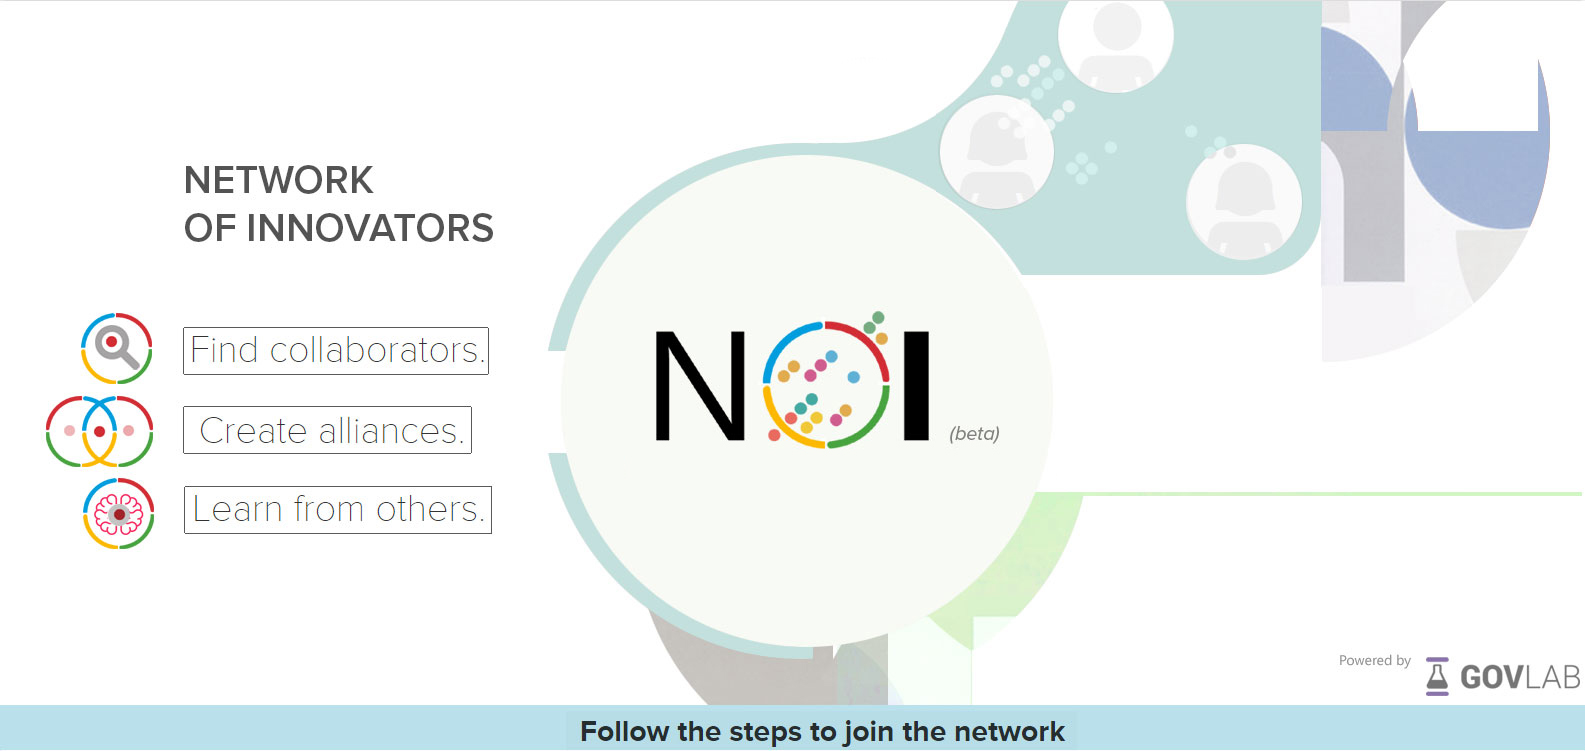 NETWORK
OF INNOVATORS
Find collaborators.
Create alliances.
Learn from others.
NOI
(beta)
Powered by
GOVLAB
Follow the steps to join the network